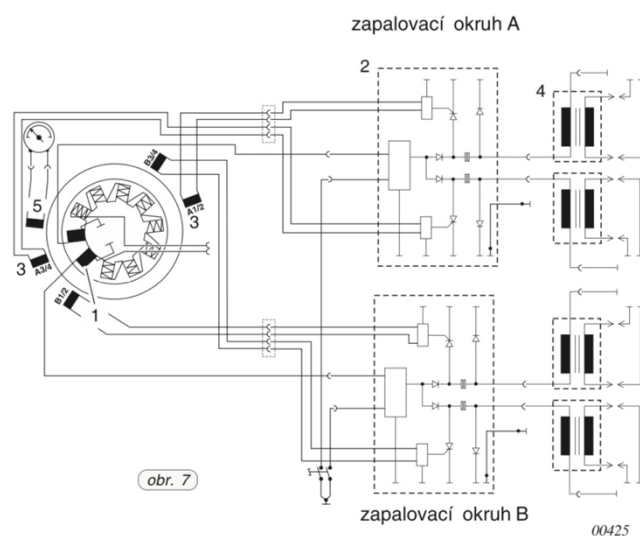 zapalovací okruh A
2
4
B3/4
5
A1/2
3
3
A3/4
B1/2
1
obr. 7
zapalovací okruh B
00425